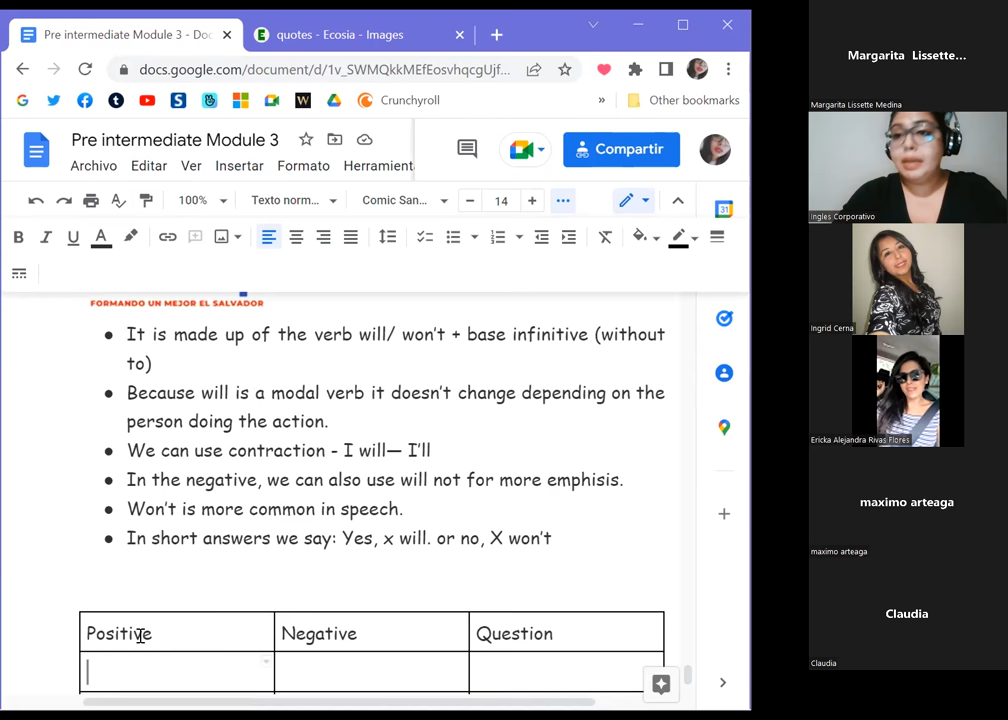 Pre intermediate Module 3 - Doc
quotes - Ecosia - Images
docs.google.com/document/d/1v_SWMQkkMEfEosvhqcgUjf...
Crunchyroll
»
Other bookmarks
Pre intermediate Module 3
Compartir
Archivo Editar Ver Insertar Formato Herramient
100% Texto norm... Comic San... 14
31
FORMANDO UN MEJOR EL SALVADOR
• It is made up of the verb will/ won't + base infinitive (without
to)
• Because will is a modal verb it doesn't change depending on the
person doing the action.
• We can use contraction - I will— I'll
• In the negative, we can also use will not for more emphisis.
• Won't is more common in speech.
• In short answers we say: Yes, x will. or no, X won't
Positive Negative Question
Margarita Lissette...
Margarita Lissette Medina
Ingles Corporativo
Ingrid Cerna
Ericka Alejandra Rivas Flores
maximo arteaga
maximo arteaga
Claudia
Claudia